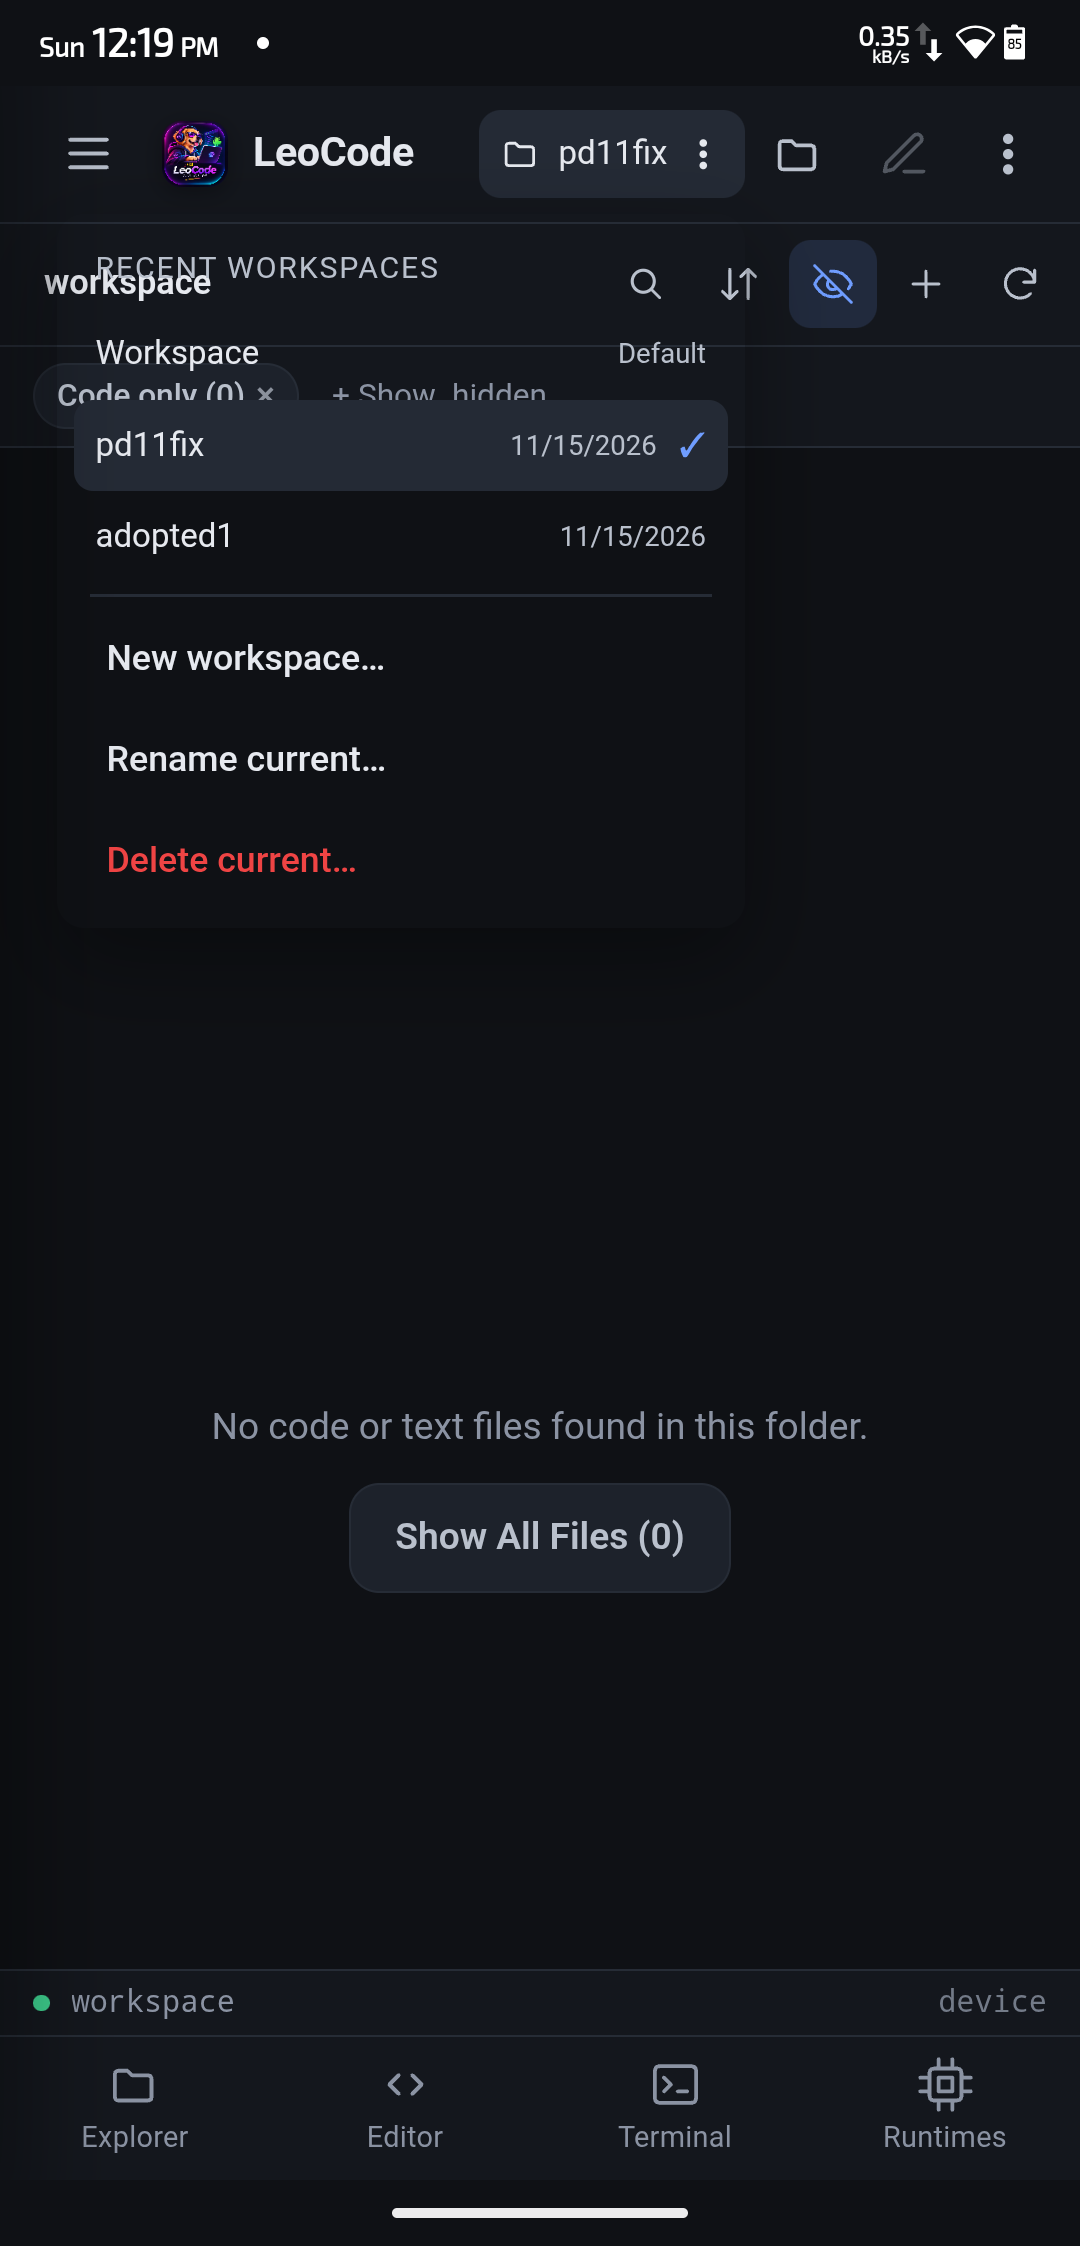 Sun 12:19 PM
0.35 kB/s
85
LeoCode
LeoCode
pd11fix
RECENT WORKSPACES
workspace
Workspace
Default
Code only (0) ×
+ Show_hidden
pd11fix
11/15/2026 ✓
adopted1
11/15/2026
New workspace...
Rename current...
Delete current...
No code or text files found in this folder.
Show All Files (0)
workspace
device
Explorer
Editor
Terminal
Runtimes